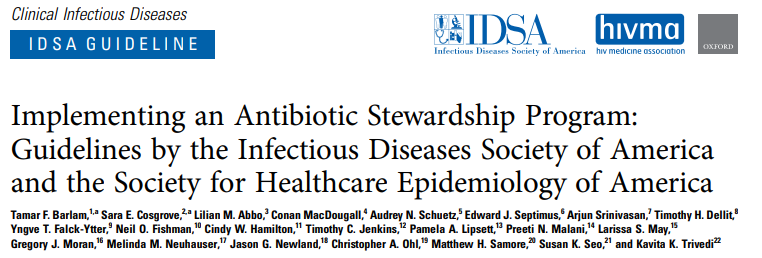 Clinical Infectious Diseases
IDSA GUIDELINE
IDSA
Infectious Diseases Society of America
hivma
hiv medicine association
OXFORD
Implementing an Antibiotic Stewardship Program:
Guidelines by the Infectious Diseases Society of America
and the Society for Healthcare Epidemiology of America
Tamar F. Barlam,1,a Sara E. Cosgrove,2,a Lilian M. Abbo,3 Conan MacDougall,4 Audrey N. Schuetz,5 Edward J. Septimus,6 Arjun Srinivasan,7 Timothy H. Dellit,8
Yngve T. Falck-Ytter,9 Neil O. Fishman,10 Cindy W. Hamilton,11 Timothy C. Jenkins,12 Pamela A. Lipsett,13 Preeti N. Malani,14 Larissa S. May,15
Gregory J. Moran,16 Melinda M. Neuhauser,17 Jason G. Newland,18 Christopher A. Ohl,19 Matthew H. Samore,20 Susan K. Seo,21 and Kavita K. Trivedi22